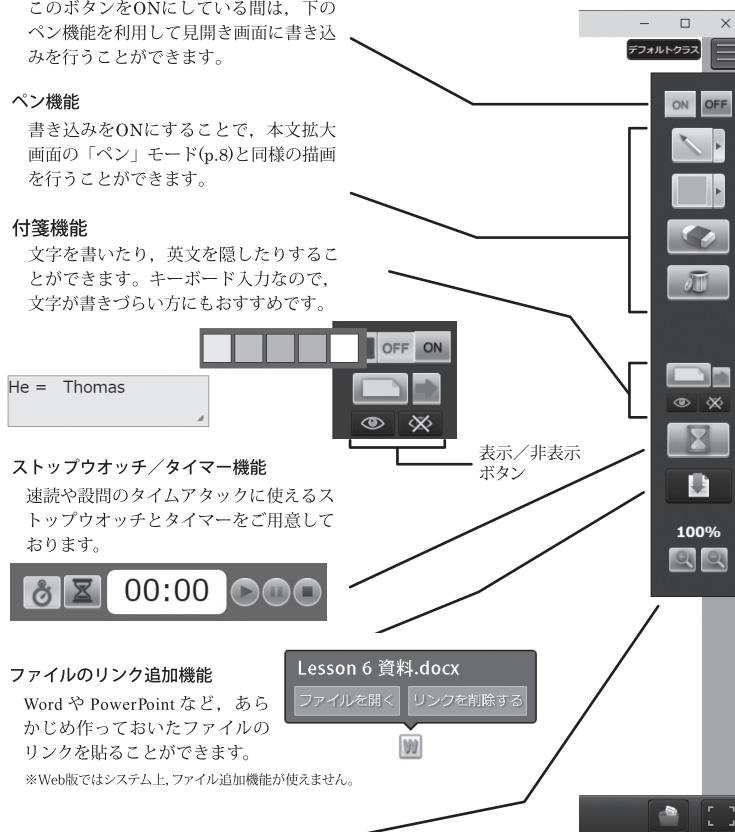 このボタンをONにしている間は，下の
ペン機能を利用して見開き画面に書き込
みを行うことができます。
デフォルトクラス
ON OFF
ペン機能
書き込みをONにすることで，本文拡大
画面の「ペン」モード(p.8)と同様の描画
を行うことができます。
付箋機能
文字を書いたり，英文を隠したりするこ
とができます。キーボード入力なので，
文字が書きづらい方にもおすすめです。
OFF ON
He =　Thomas
表示／非表示
ボタン
ストップウオッチ／タイマー機能
速読や設問のタイムアタックに使えるス
トップウオッチとタイマーをご用意して
おります。
00:00
100%
ファイルのリンク追加機能
Word や PowerPoint など，あら
かじめ作っておいたファイルの
リンクを貼ることができます。
※Web版ではシステム上，ファイル追加機能が使えません。
Lesson 6 資料.docx
ファイルを開く リンクを削除する
W